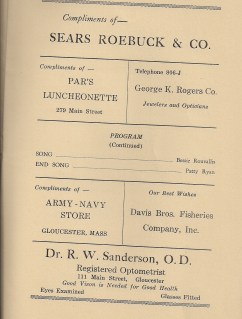 Compliments of—
SEARS ROEBUCK & CO.
Compliments of —
PAR'S
LUNCHEONETTE
279 Main Street
Telephone 806-J
George K. Rogers Co.
Jewelers and Opticians
PROGRAM
(Continued)
SONG Bessy
END SONG Patty Ryan
Compliments of —
ARMY-NAVY
STORE
GLOUCESTER, MASS
Our Best Wishes
Davis Bros. Fisheries
Company, Inc.
Dr. R. W. Sanderson, O. D.
Registered Optometrist
111 Main Street, Gloucester
Good Vison is Needed for Good Health
Eyes Examined Glasses Fitted